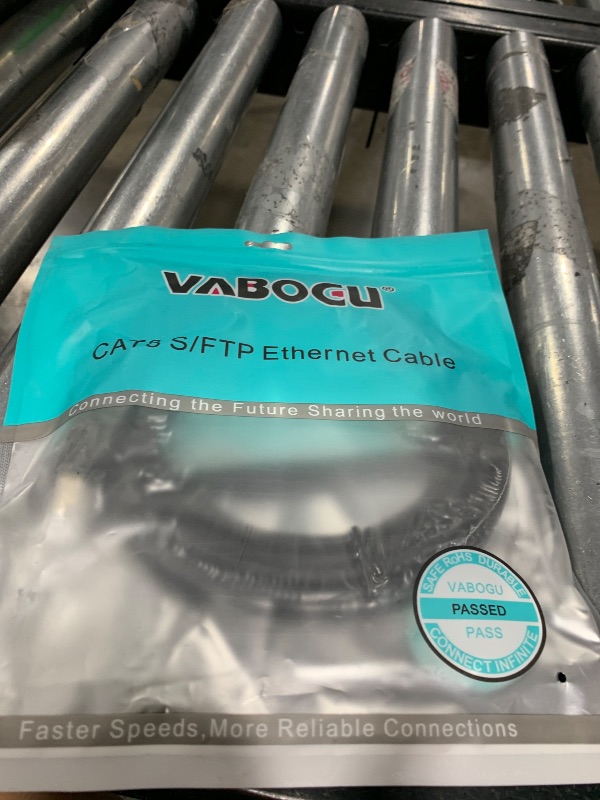 VABOGU
CAT8 S/FTP Ethernet Cable
Connecting the Future Sharing the world
SAFE RoHS DURABLE
VABOGU
PASSED
PASS
CONNECT INFINITE
Faster Speeds,More Reliable Connections